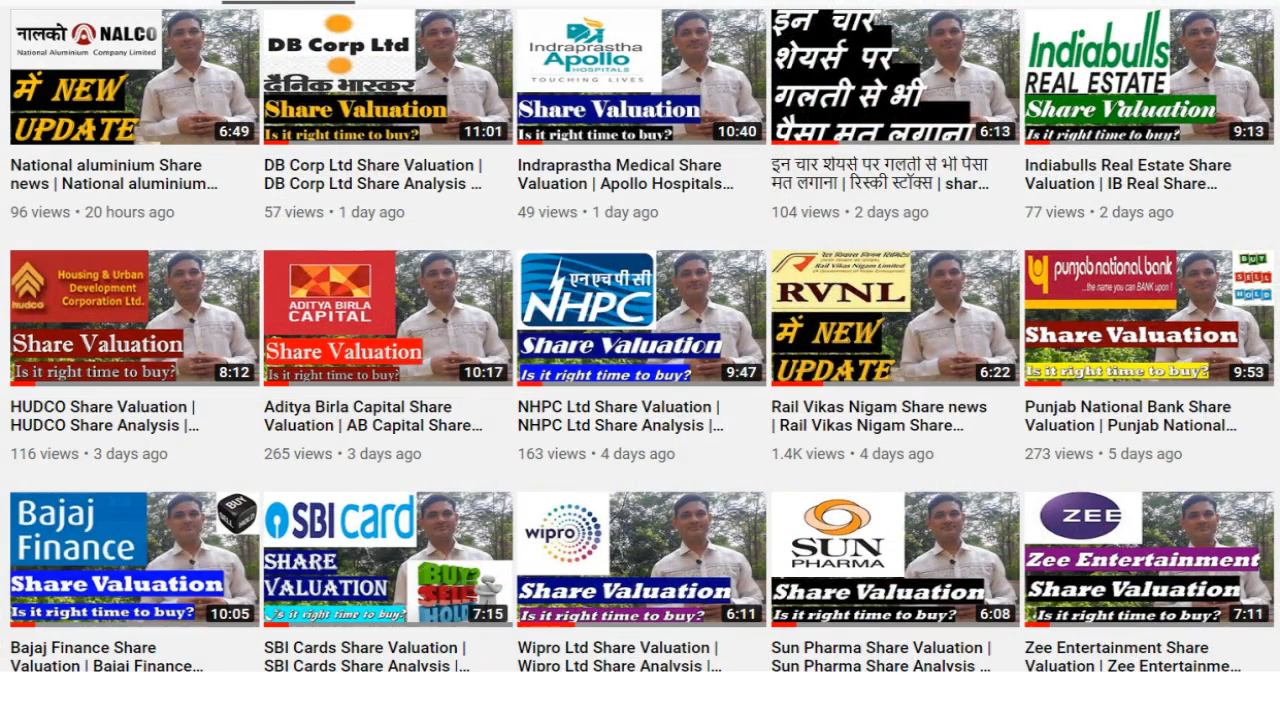 नालको NALCO
National Aluminium Company Limited
में NEW
UPDATE
6:49
National aluminium Share
news | National aluminium...
96 views • 20 hours ago
DB Corp Ltd
दैनिक भास्कर
Share Valuation
Is it right time to buy?
11:01
DB Corp Ltd Share Valuation |
DB Corp Ltd Share Analysis ...
57 views • 1 day ago
Indraprastha
Apollo
HOSPITALS
TOUCHING LIVES
Share Valuation
Is it right time to buy?
10:40
Indraprastha Medical Share
Valuation | Apollo Hospitals...
49 views • 1 day ago
इन चार
शेयर्स पर
गलती से भी
पैसा मत लगाना
6:13
इन चार शेयर्स पर गलती से भी पैसा
मत लगाना | रिस्की स्टॉक्स | shar...
104 views • 2 days ago
Indiabulls
REAL ESTATE
Share Valuation
Is it right time to buy?
9:13
Indiabulls Real Estate Share
Valuation | IB Real Share...
77 views • 2 days ago
hudco
Housing & Urban
Development
Corporation Ltd.
Share Valuation
Is it right time to buy?
8:12
HUDCO Share Valuation |
HUDCO Share Analysis |...
116 views • 3 days ago
ADITYA BIRLA
CAPITAL
Share Valuation
Is it right time to buy?
10:17
Aditya Birla Capital Share
Valuation | AB Capital Share...
265 views • 3 days ago
एन एच पी सी
NHPC
Share Valuation
Is it right time to buy?
9:47
NHPC Ltd Share Valuation |
NHPC Ltd Share Analysis |...
163 views • 4 days ago
रेल विकास निगम लिमिटेड
Rail Vikas Nigam Limited
RVNL
में NEW
UPDATE
6:22
Rail Vikas Nigam Share news
| Rail Vikas Nigam Share...
1.4K views • 4 days ago
punjab national bank
...the name you can BANK upon !
BUY
SELL
HOLD
Share Valuation
Is it right time to buy?
9:53
Punjab National Bank Share
Valuation | Punjab National...
273 views • 5 days ago
Bajaj
Finance
BUY
SELL
HOLD
Share Valuation
Is it right time to buy?
10:05
Bajaj Finance Share
Valuation | Bajaj Finance...
SBI card
SHARE
VALUATION
BUY
SELL
HOLD
Is it right time to buy?
7:15
SBI Cards Share Valuation |
SBI Cards Share Analysis |...
wipro
Share Valuation
Is it right time to buy?
6:11
Wipro Ltd Share Valuation |
Wipro Ltd Share Analysis |...
SUN
PHARMA
Share Valuation
Is it right time to buy?
6:08
Sun Pharma Share Valuation |
Sun Pharma Share Analysis ...
ZEE
Zee Entertainment
Share Valuation
Is it right time to buy?
7:11
Zee Entertainment Share
Valuation | Zee Entertainme...